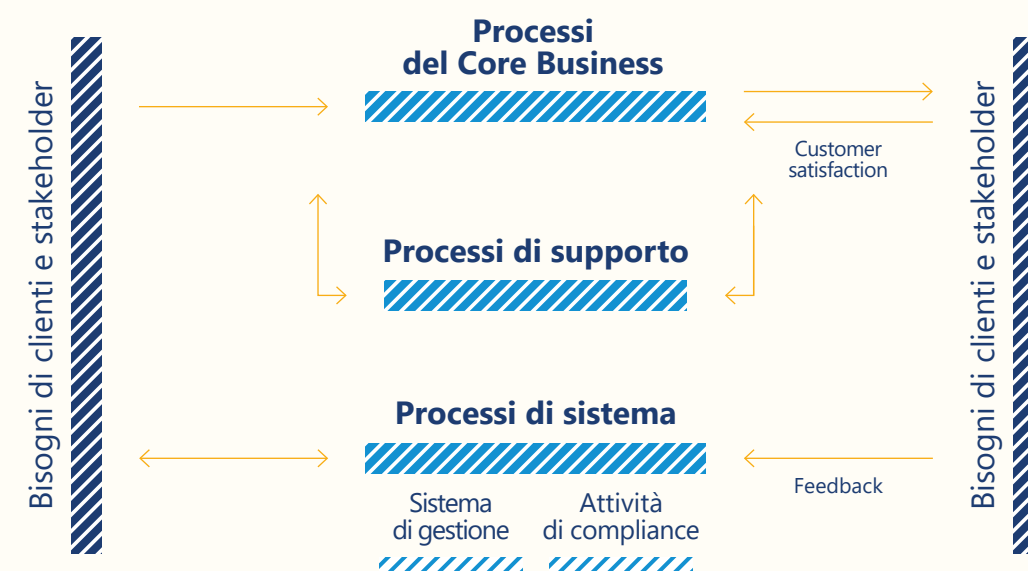 Processi
del Core Business
Bisogni di clienti e stakeholder
Customer
satisfaction
Bisogni di clienti e stakeholder
Processi di supporto
Processi di sistema
Feedback
Sistema
di gestione
Attività
di compliance